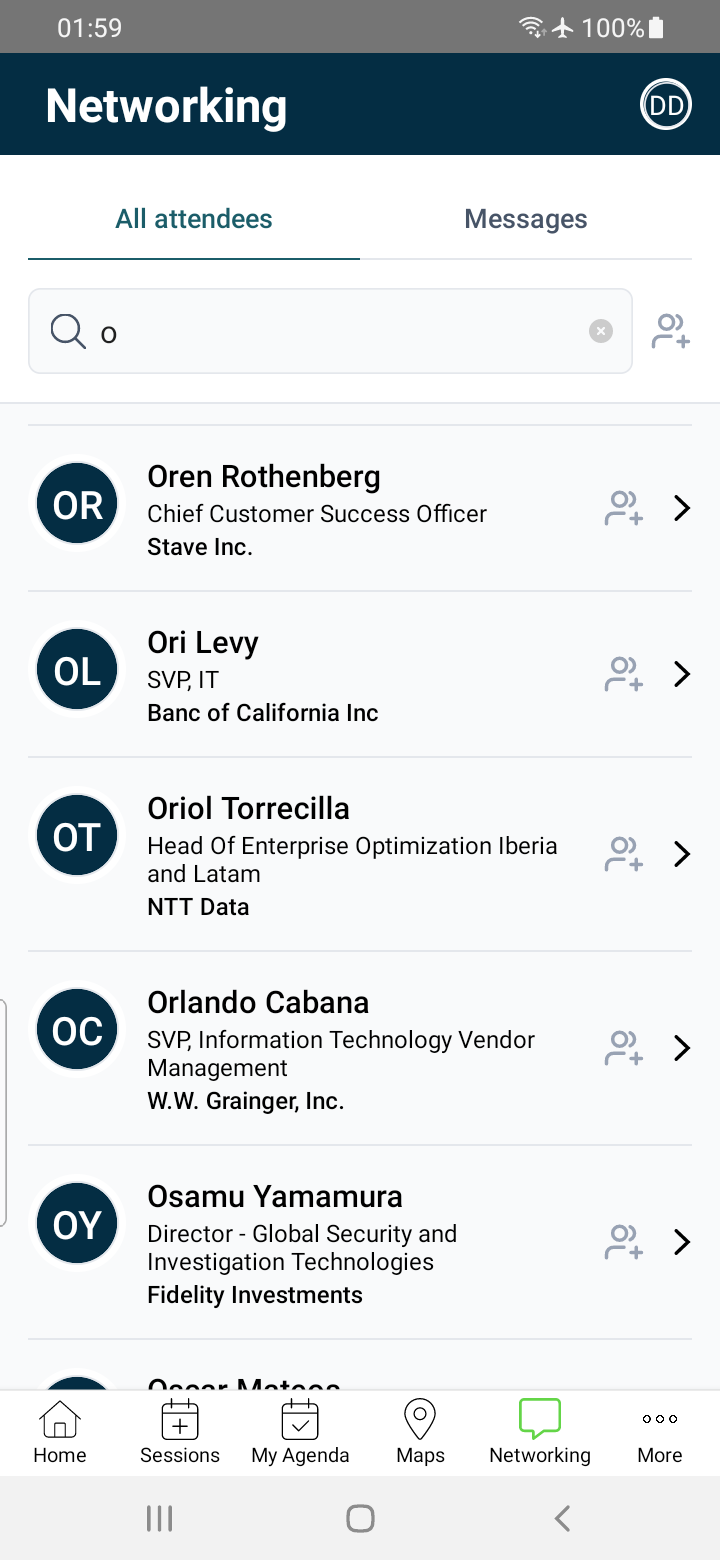 01:59
100%
Networking
DD
All attendees
Messages
o
OR
Oren Rothenberg
Chief Customer Success Officer
Stave Inc.
OL
Ori Levy
SVP, IT
Banc of California Inc
OT
Oriol Torrecilla
Head Of Enterprise Optimization Iberia
and Latam
NTT Data
OC
Orlando Cabana
SVP, Information Technology Vendor
Management
W.W. Grainger, Inc.
OY
Osamu Yamamura
Director - Global Security and
Investigation Technologies
Fidelity Investments
Oscar Mateos
Home
Sessions
My Agenda
Maps
Networking
More